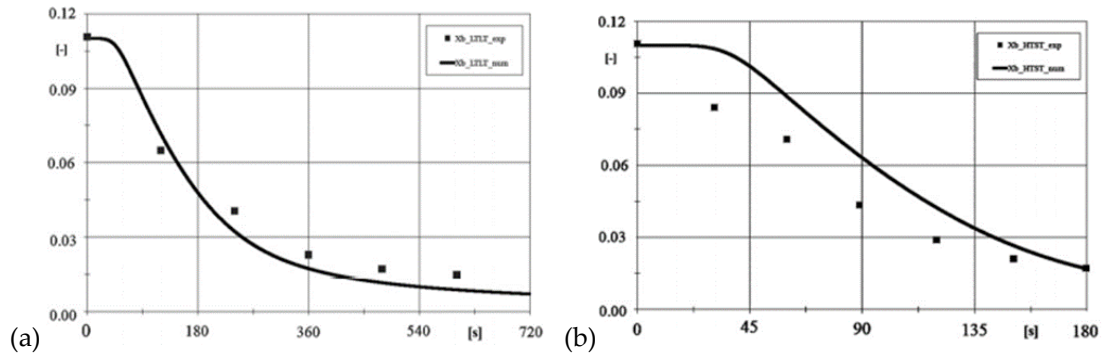 0.12
[-]
0.09
0.06
0.03
0.00
0
180
360
540
[s]
720
Xb_LTLT_exp
Xb_LTLT_num
(a)
0.12
[-]
0.09
0.06
0.03
0.00
0
45
90
135
[s]
180
Xb_HTST_exp
Xb_HTST_num
(b)